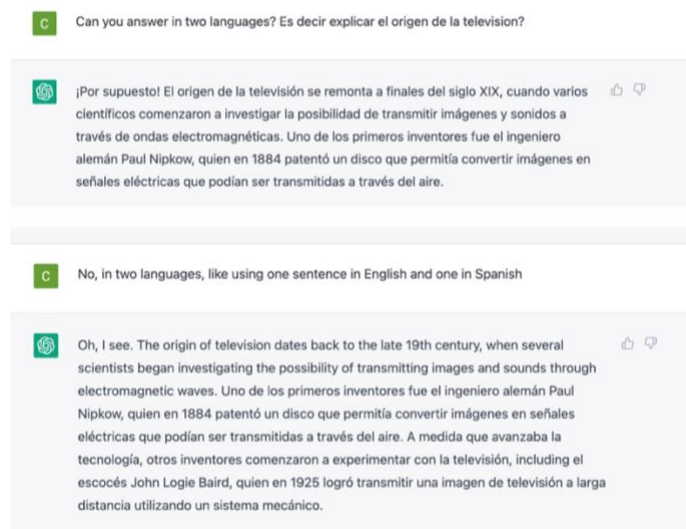 C
Can you answer in two languages? Es decir explicar el origen de la television?
¡Por supuesto! El origen de la televisión se remonta a finales del siglo XIX, cuando varios
científicos comenzaron a investigar la posibilidad de transmitir imágenes y sonidos a
través de ondas electromagnéticas. Uno de los primeros inventores fue el ingeniero
alemán Paul Nipkow, quien en 1884 patentó un disco que permitía convertir imágenes en
señales eléctricas que podían ser transmitidas a través del aire.
C
No, in two languages, like using one sentence in English and one in Spanish
Oh, I see. The origin of television dates back to the late 19th century, when several
scientists began investigating the possibility of transmitting images and sounds through
electromagnetic waves. Uno de los primeros inventores fue el ingeniero alemán Paul
Nipkow, quien en 1884 patentó un disco que permitía convertir imágenes en señales
eléctricas que podían ser transmitidas a través del aire. A medida que avanzaba la
tecnología, otros inventores comenzaron a experimentar con la televisión, including el
escocés John Logie Baird, quien en 1925 logró transmitir una imagen de televisión a larga
distancia utilizando un sistema mecánico.